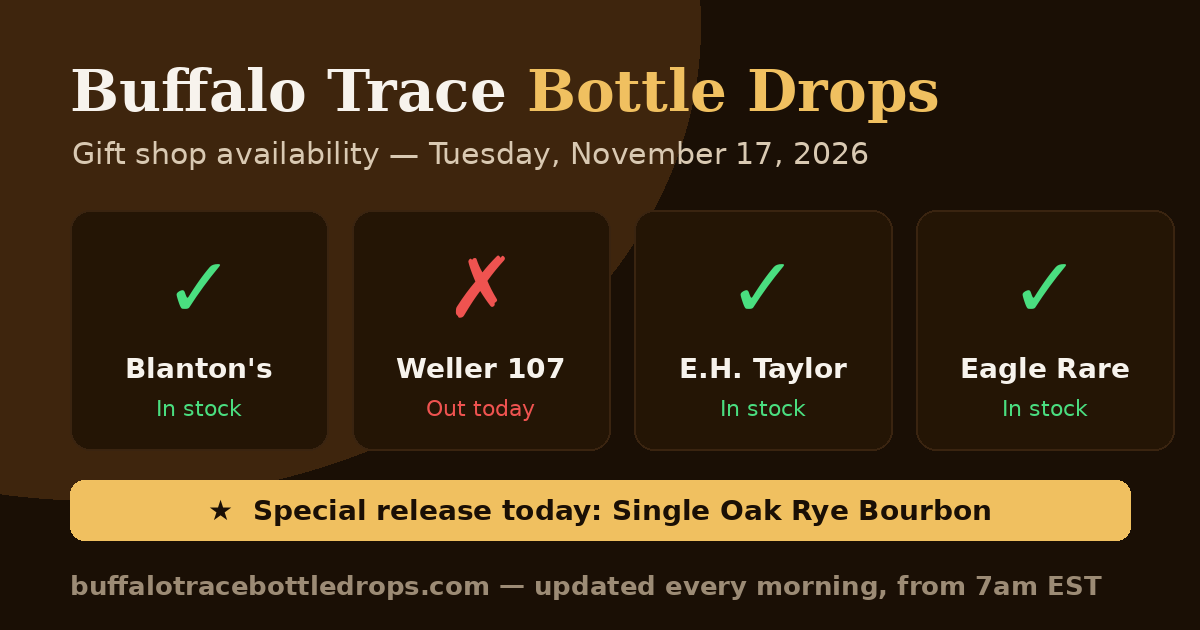 Buffalo Trace Bottle Drops
Gift shop availability — Tuesday, November 17, 2026
✓ ✗ ✓ ✓
Blanton's Weller 107 E.H. Taylor Eagle Rare
In stock Out today In stock In stock
★ Special release today: Single Oak Rye Bourbon
buffalotracebottledrops.com — updated every morning, from 7am EST